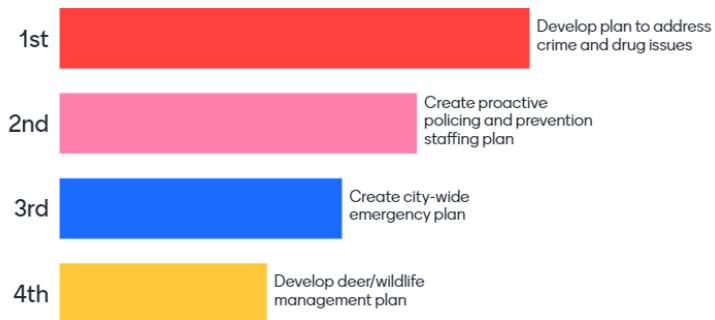 1st
Develop plan to address
crime and drug issues
2nd
Create proactive
policing and prevention
staffing plan
3rd
Create city-wide
emergency plan
4th
Develop deer/wildlife
management plan